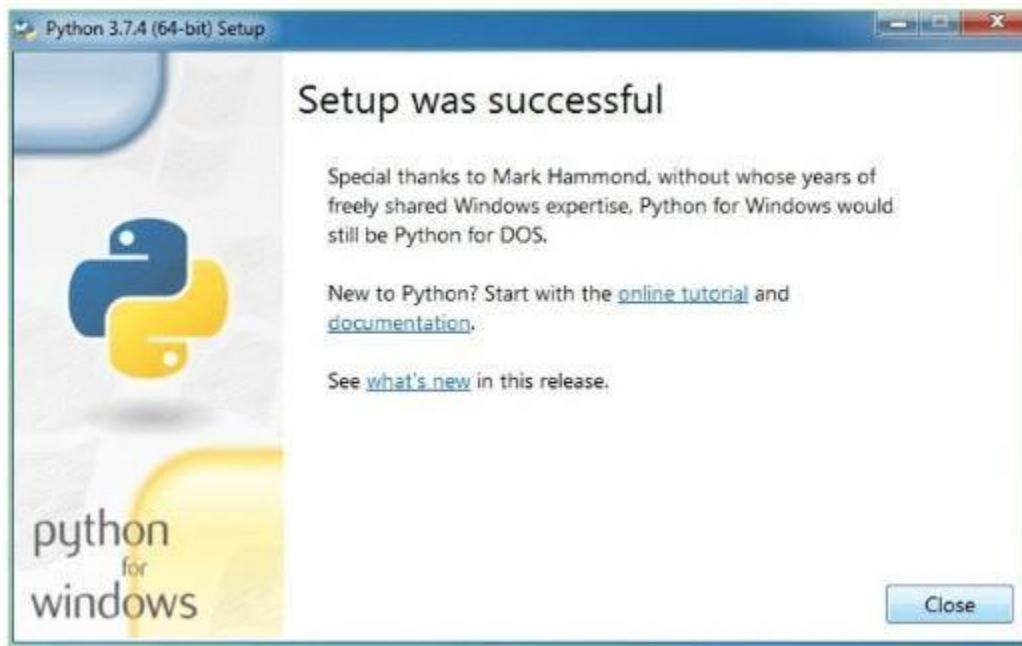 Python 3.7.4 (64-bit) Setup
Setup was successful
Special thanks to Mark Hammond, without whose years of
freely shared Windows expertise, Python for Windows would
still be Python for DOS.
New to Python? Start with the online tutorial and
documentation.
See what's new in this release.
python
for
windows
Close